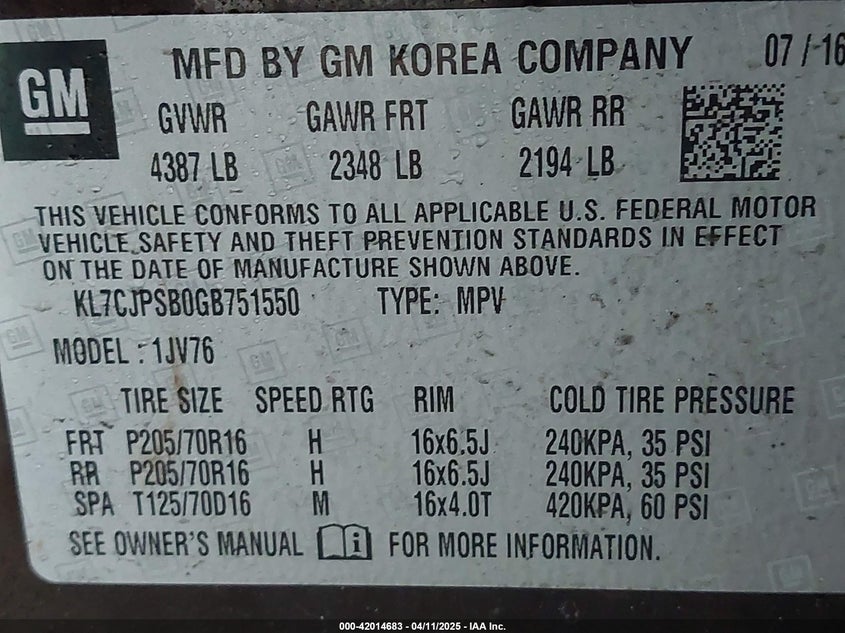 GM
MFD BY GM KOREA COMPANY 07 / 16
GVWR GAWR FRT GAWR RR
4387 LB 2348 LB 2194 LB
THIS VEHICLE CONFORMS TO ALL APPLICABLE U.S. FEDERAL MOTOR
VEHICLE SAFETY AND THEFT PREVENTION STANDARDS IN EFFECT
ON THE DATE OF MANUFACTURE SHOWN ABOVE.
KL7CJPSB0GB751550 TYPE: MPV
MODEL : 1JV76
TIRE SIZE SPEED RTG RIM COLD TIRE PRESSURE
FRT P205/70R16 H 16x6.5J 240KPA, 35 PSI
RR P205/70R16 H 16x6.5J 240KPA, 35 PSI
SPA T125/70D16 M 16x4.0T 420KPA, 60 PSI
SEE OWNER'S MANUAL i FOR MORE INFORMATION.
000-42014683 - 04/11/2025 - IAA Inc.